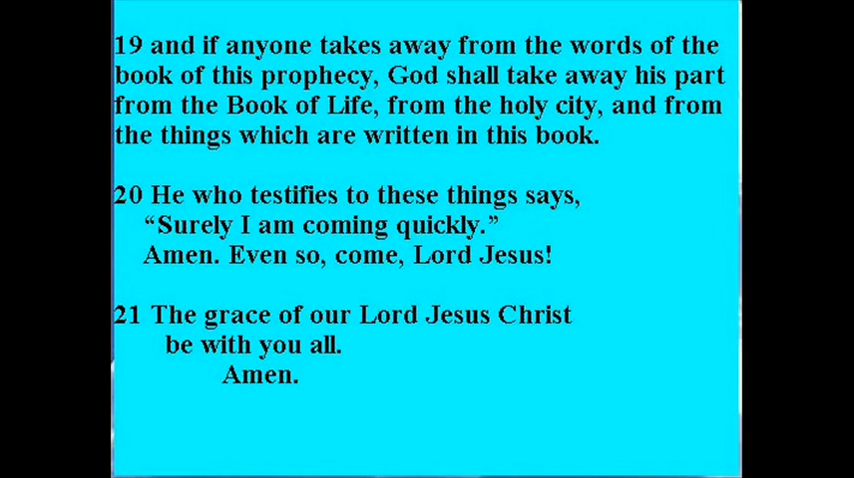 19 and if anyone takes away from the words of the
book of this prophecy, God shall take away his part
from the Book of Life, from the holy city, and from
the things which are written in this book.
20 He who testifies to these things says,
“Surely I am coming quickly.”
Amen. Even so, come, Lord Jesus!
21 The grace of our Lord Jesus Christ
be with you all.
Amen.